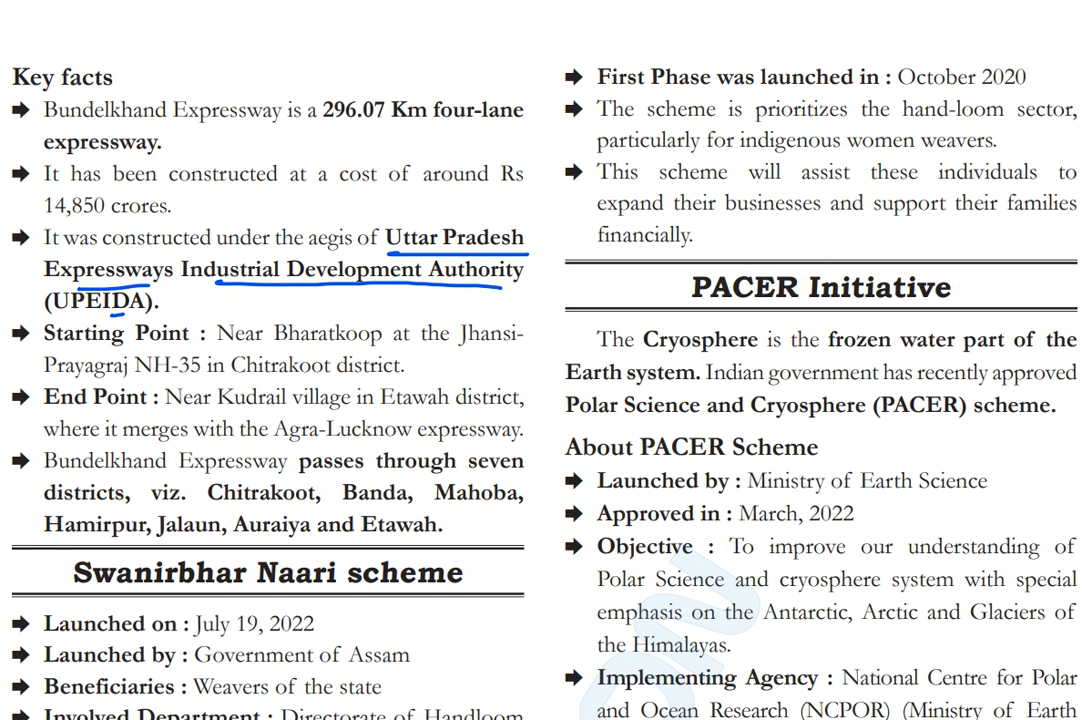 Key facts
➡ Bundelkhand Expressway is a 296.07 Km four-lane
expressway.
➡ It has been constructed at a cost of around Rs
14,850 crores.
➡ It was constructed under the aegis of Uttar Pradesh
Expressways Industrial Development Authority
(UPEIDA).
➡ Starting Point : Near Bharatkoop at the Jhansi-
Prayagraj NH-35 in Chitrakoot district.
➡ End Point : Near Kudrail village in Etawah district,
where it merges with the Agra-Lucknow expressway.
➡ Bundelkhand Expressway passes through seven
districts, viz. Chitrakoot, Banda, Mahoba,
Hamirpur, Jalaun, Auraiya and Etawah.
Swanirbhar Naari scheme
➡ Launched on : July 19, 2022
➡ Launched by : Government of Assam
➡ Beneficiaries : Weavers of the state
➡ Involved Department : Directorate of Handloom
➡ First Phase was launched in : October 2020
➡ The scheme is prioritizes the hand-loom sector,
particularly for indigenous women weavers.
➡ This scheme will assist these individuals to
expand their businesses and support their families
financially.
PACER Initiative
The Cryosphere is the frozen water part of the
Earth system. Indian government has recently approved
Polar Science and Cryosphere (PACER) scheme.
About PACER Scheme
➡ Launched by : Ministry of Earth Science
➡ Approved in : March, 2022
➡ Objective : To improve our understanding of
Polar Science and cryosphere system with special
emphasis on the Antarctic, Arctic and Glaciers of
the Himalayas.
➡ Implementing Agency : National Centre for Polar
and Ocean Research (NCPOR) (Ministry of Earth